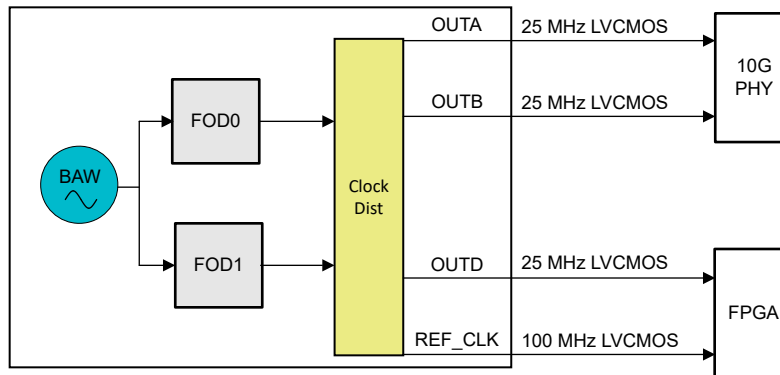 OUTA
25 MHz LVCMOS
10G
PHY
OUTB
25 MHz LVCMOS
FOD0
BAW
Clock
Dist
FOD1
OUTD
25 MHz LVCMOS
FPGA
REF_CLK
100 MHz LVCMOS